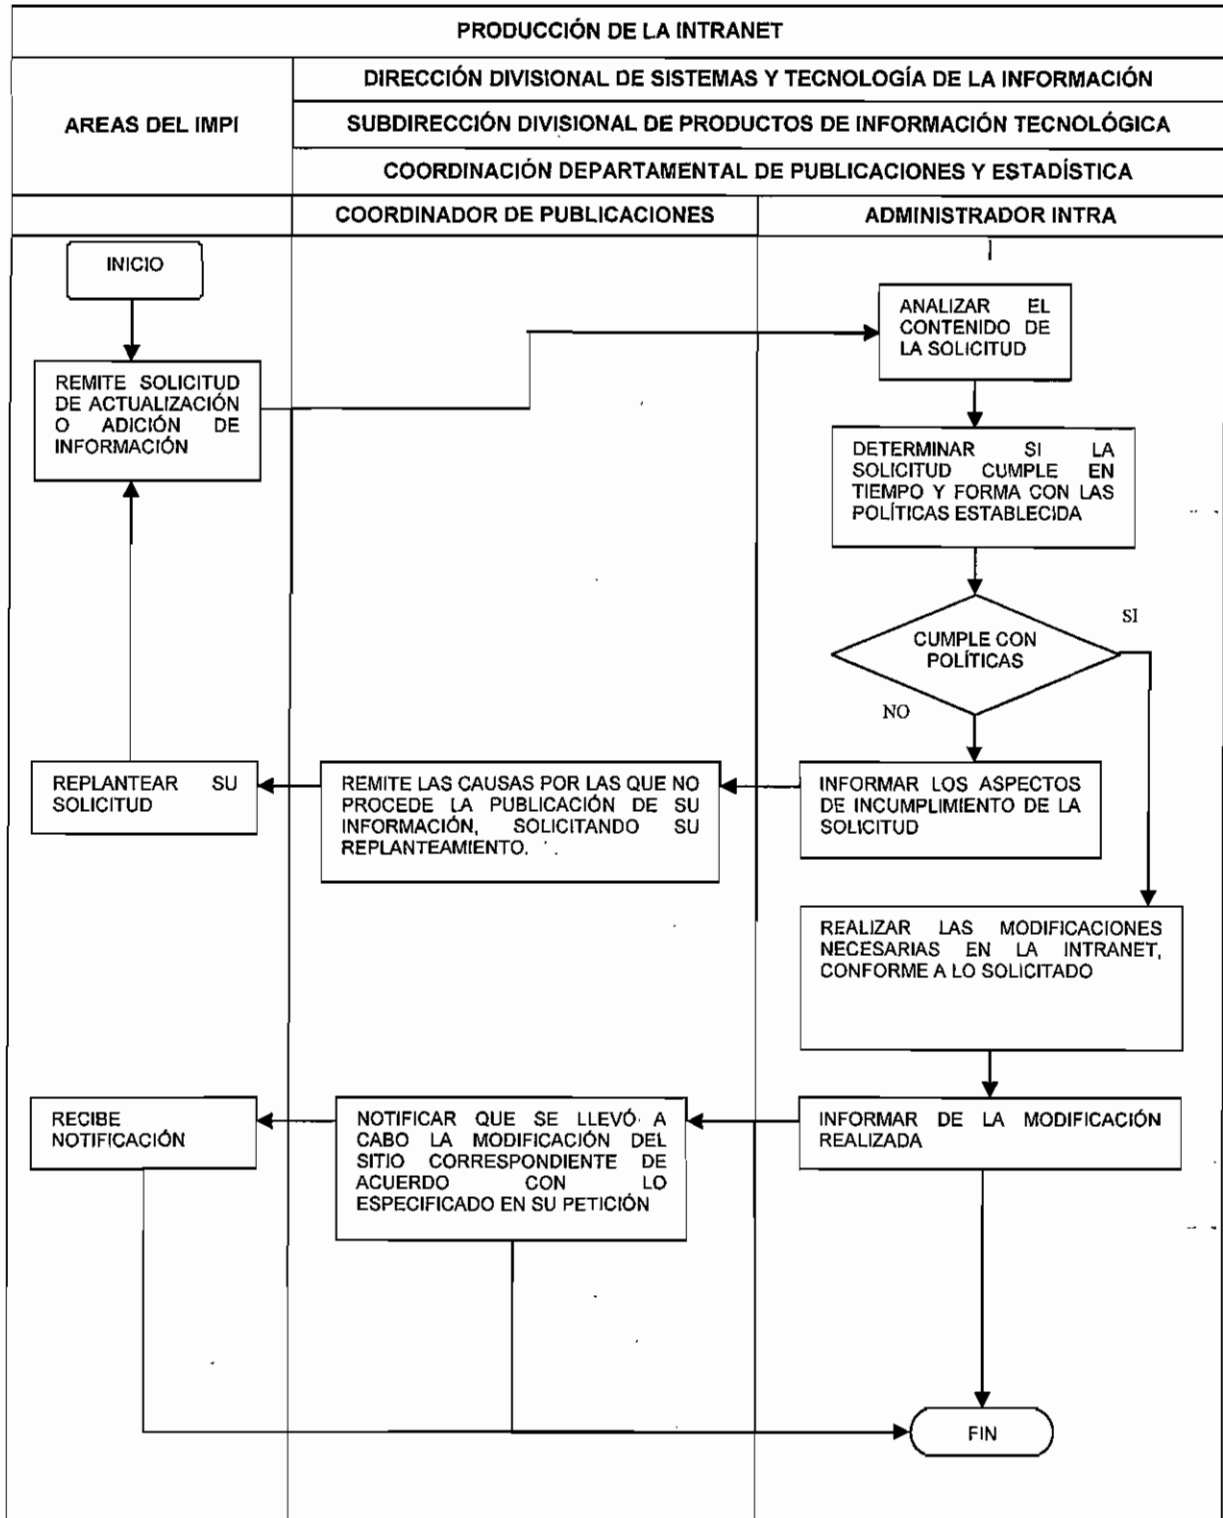 PRODUCCIÓN DE LA INTRANET
AREAS DEL IMPI
DIRECCIÓN DIVISIONAL DE SISTEMAS Y TECNOLOGÍA DE LA INFORMACIÓN
SUBDIRECCIÓN DIVISIONAL DE PRODUCTOS DE INFORMACIÓN TECNOLÓGICA
COORDINACIÓN DEPARTAMENTAL DE PUBLICACIONES Y ESTADÍSTICA
COORDINADOR DE PUBLICACIONES
ADMINISTRADOR INTRA
INICIO
REMITE SOLICITUD
DE ACTUALIZACIÓN
O ADICIÓN DE
INFORMACIÓN
ANALIZAR EL
CONTENIDO DE
LA SOLICITUD
DETERMINAR SI LA
SOLICITUD CUMPLE EN
TIEMPO Y FORMA CON LAS
POLÍTICAS ESTABLECIDA
CUMPLE CON
POLÍTICAS
SI
NO
REPLANTEAR SU
SOLICITUD
REMITE LAS CAUSAS POR LAS QUE NO
PROCEDE LA PUBLICACIÓN DE SU
INFORMACIÓN, SOLICITANDO SU
REPLANTEAMIENTO.
INFORMAR LOS ASPECTOS
DE INCUMPLIMIENTO DE LA
SOLICITUD
REALIZAR LAS MODIFICACIONES
NECESARIAS EN LA INTRANET,
CONFORME A LO SOLICITADO
RECIBE
NOTIFICACIÓN
NOTIFICAR QUE SE LLEVÓ A
CABO LA MODIFICACIÓN DEL
SITIO CORRESPONDIENTE DE
ACUERDO CON LO
ESPECIFICADO EN SU PETICIÓN
INFORMAR DE LA MODIFICACIÓN
REALIZADA
FIN